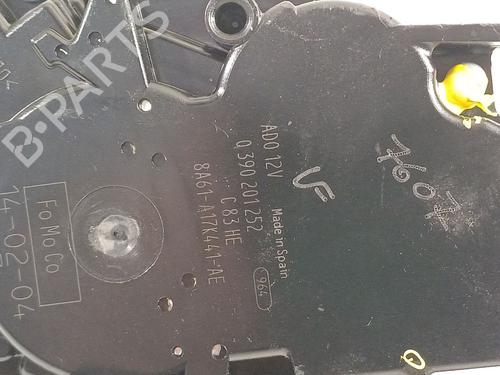 AD0 12V
0 390 201 252
C 83 HE
8A61-A17K441-AE
Made in Spain
964
VF
7607
FoMoCo
14-02-04
B-PARTS